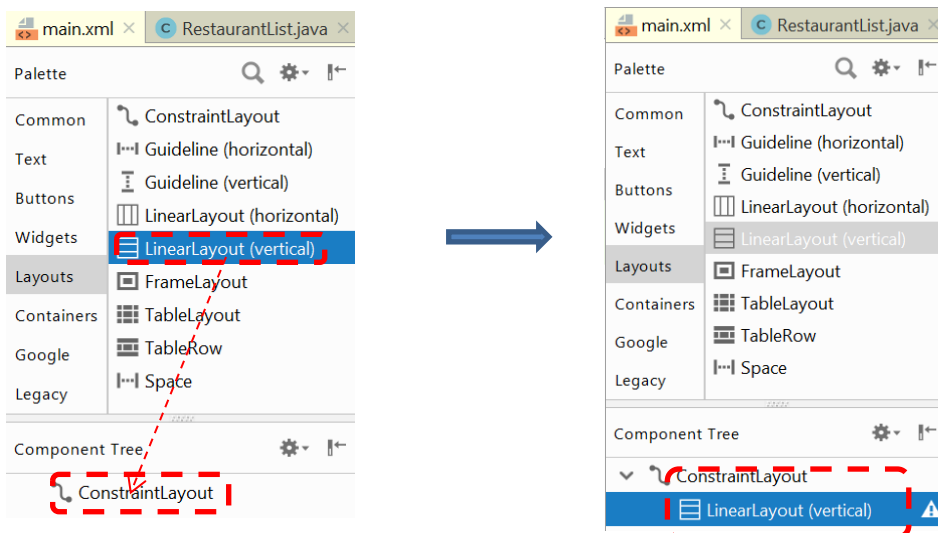 main.xml
RestaurantList.java
Palette
Common
Text
Buttons
Widgets
Layouts
Containers
Google
Legacy
ConstraintLayout
Guideline (horizontal)
Guideline (vertical)
LinearLayout (horizontal)
LinearLayout (vertical)
FrameLayout
TableLayout
TableRow
Space
Component Tree
ConstraintLayout
main.xml
C RestaurantList.java
Palette
Common
Text
Buttons
Widgets
Layouts
Containers
Google
Legacy
ConstraintLayout
Guideline (horizontal)
Guideline (vertical)
LinearLayout (horizontal)
LinearLayout (vertical)
FrameLayout
TableLayout
TableRow
Space
Component Tree
ConstraintLayout
LinearLayout (vertical)